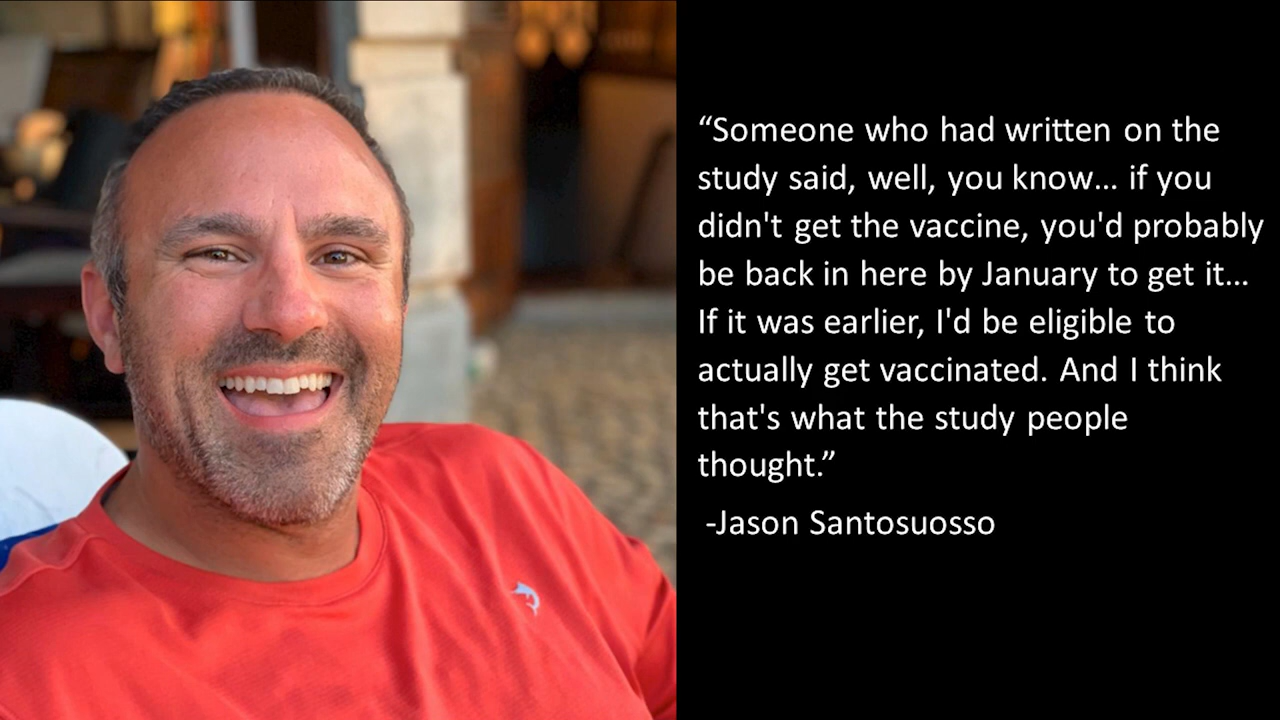 “Someone who had written on the
study said, well, you know... if you
didn't get the vaccine, you'd probably
be back in here by January to get it...
If it was earlier, I'd be eligible to
actually get vaccinated. And I think
that's what the study people
thought.”
-Jason Santosuosso